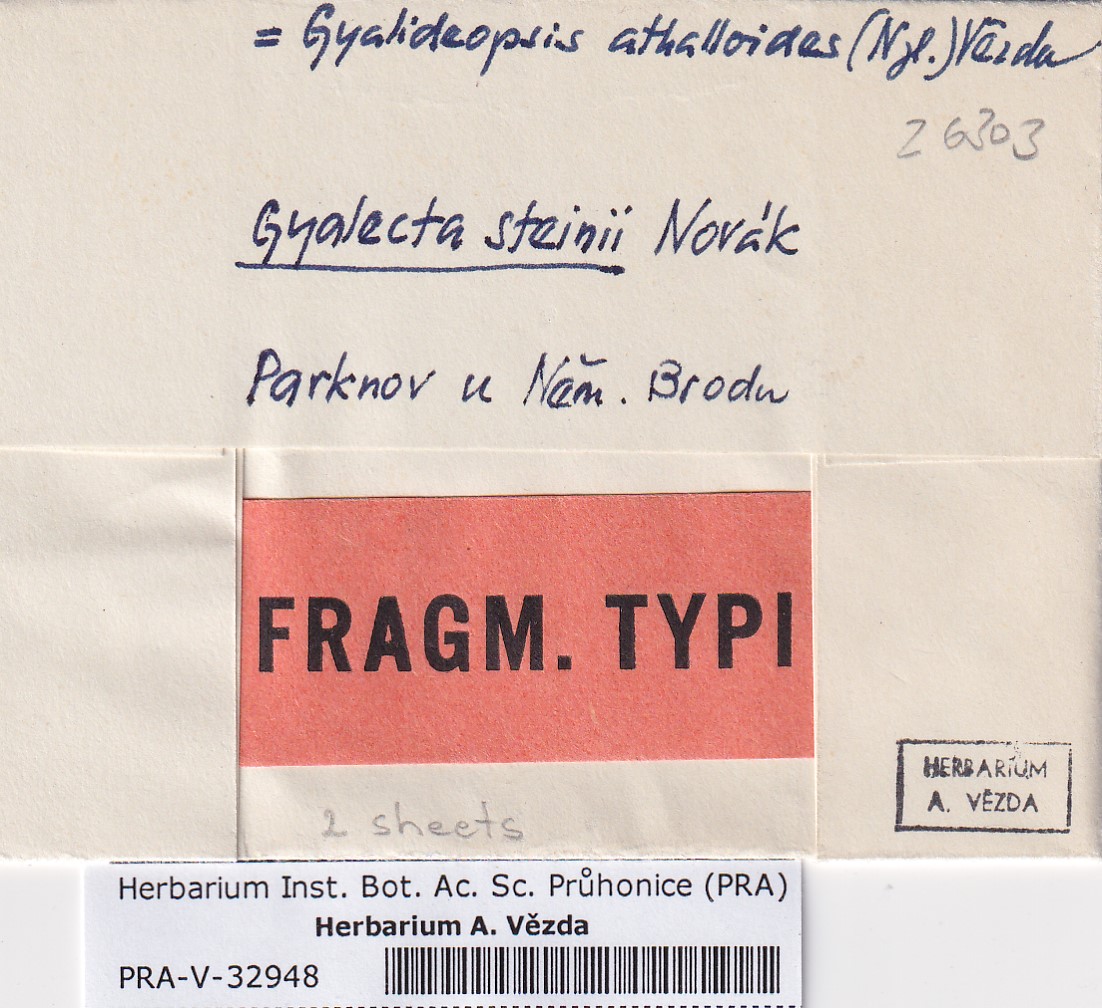 = Gyalideopsis athalloides (Nyl.) Vězda
Z 6303
Gyalecta steinii Novák
Parknov u Něm. Brodu
FRAGM. TYPI
HERBARIUM
A. VĚZDA
2 sheets
Herbarium Inst. Bot. Ac. Sc. Průhonice (PRA)
Herbarium A. Vězda
PRA-V-32948